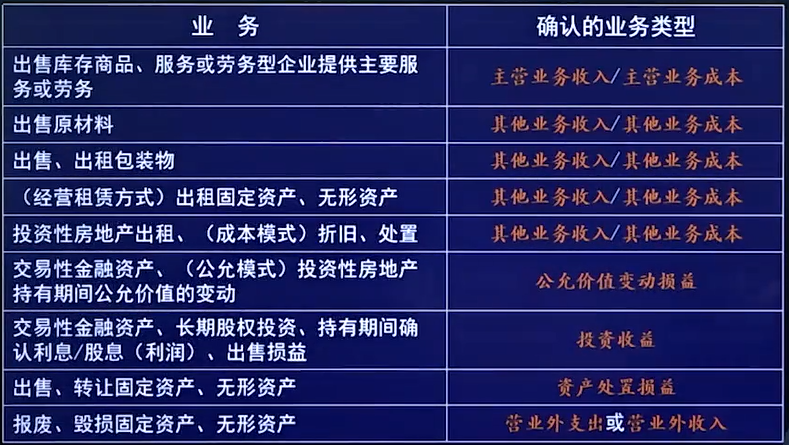 业 务
确认的业务类型
出售库存商品、服务或劳务型企业提供主要服
务或劳务
主营业务收入/主营业务成本
出售原材料
其他业务收入/其他业务成本
出售、出租包装物
其他业务收入/其他业务成本
（经营租赁方式）出租固定资产、无形资产
其他业务收入/其他业务成本
投资性房地产出租、（成本模式）折旧、处置
其他业务收入/其他业务成本
交易性金融资产、（公允模式）投资性房地产
持有期间公允价值的变动
公允价值变动损益
交易性金融资产、长期股权投资、持有期间确
认利息/股息（利润）、出售损益
投资收益
出售、转让固定资产、无形资产
资产处置损益
报废、毁损固定资产、无形资产
营业外支出或营业外收入